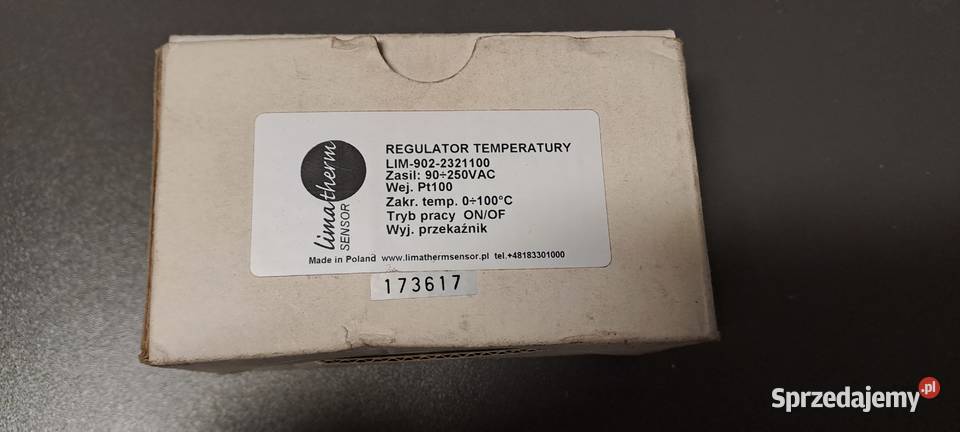 limatherm
SENSOR
REGULATOR TEMPERATURY
LIM-902-2321100
Zasil: 90÷250VAC
Wej. Pt100
Zakr. temp. 0÷100°C
Tryb pracy ON/OF
Wyj. przekaźnik
Made in Poland www.limathermsensor.pl tel.+48183301000
173617
Sprzedajemy.pl